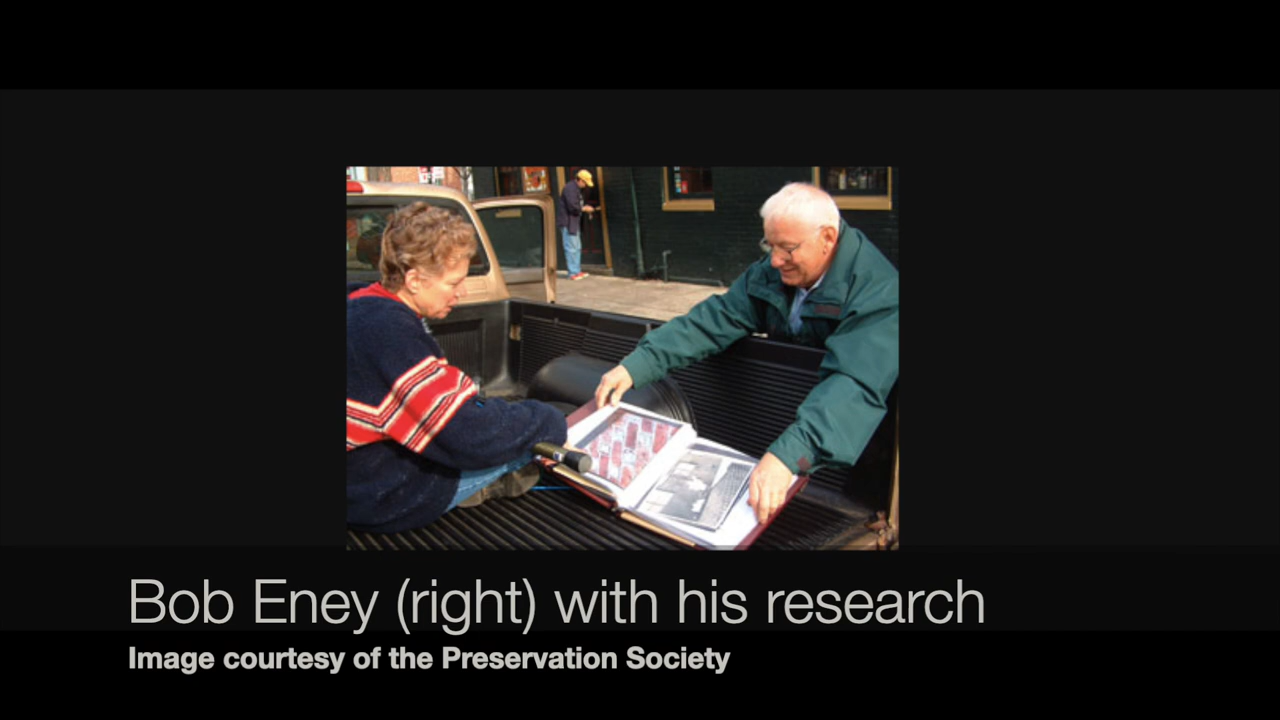 Bob Eney (right) with his research
Image courtesy of the Preservation Society